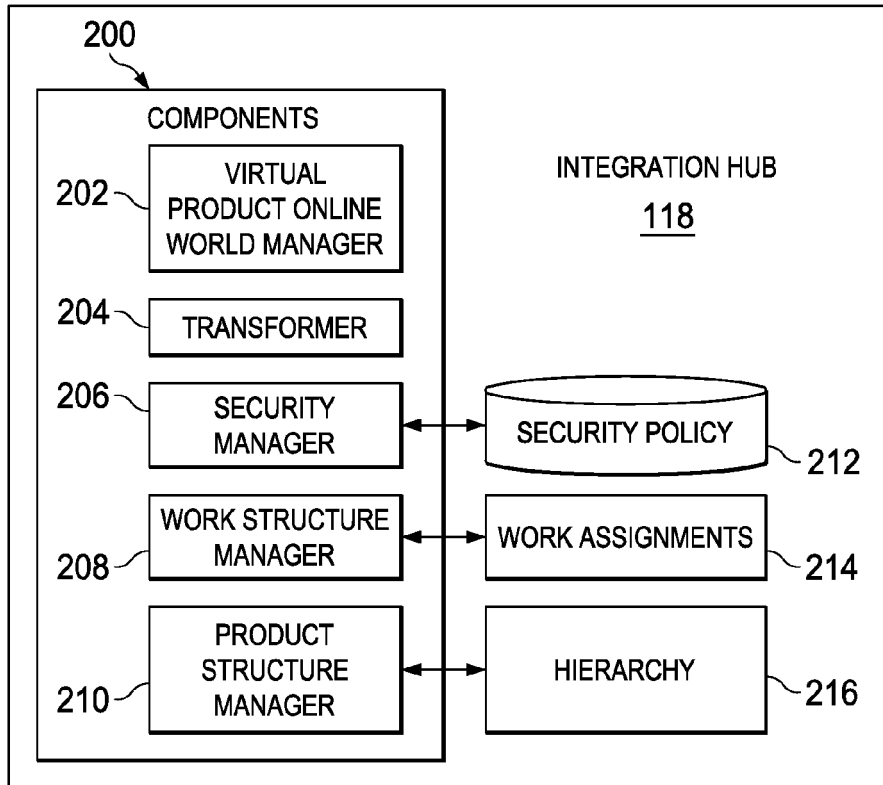 200
COMPONENTS
202
VIRTUAL
PRODUCT ONLINE
WORLD MANAGER
INTEGRATION HUB
118
204
TRANSFORMER
206
SECURITY
MANAGER
SECURITY POLICY
212
208
WORK STRUCTURE
MANAGER
WORK ASSIGNMENTS
214
210
PRODUCT
STRUCTURE
MANAGER
HIERARCHY
216